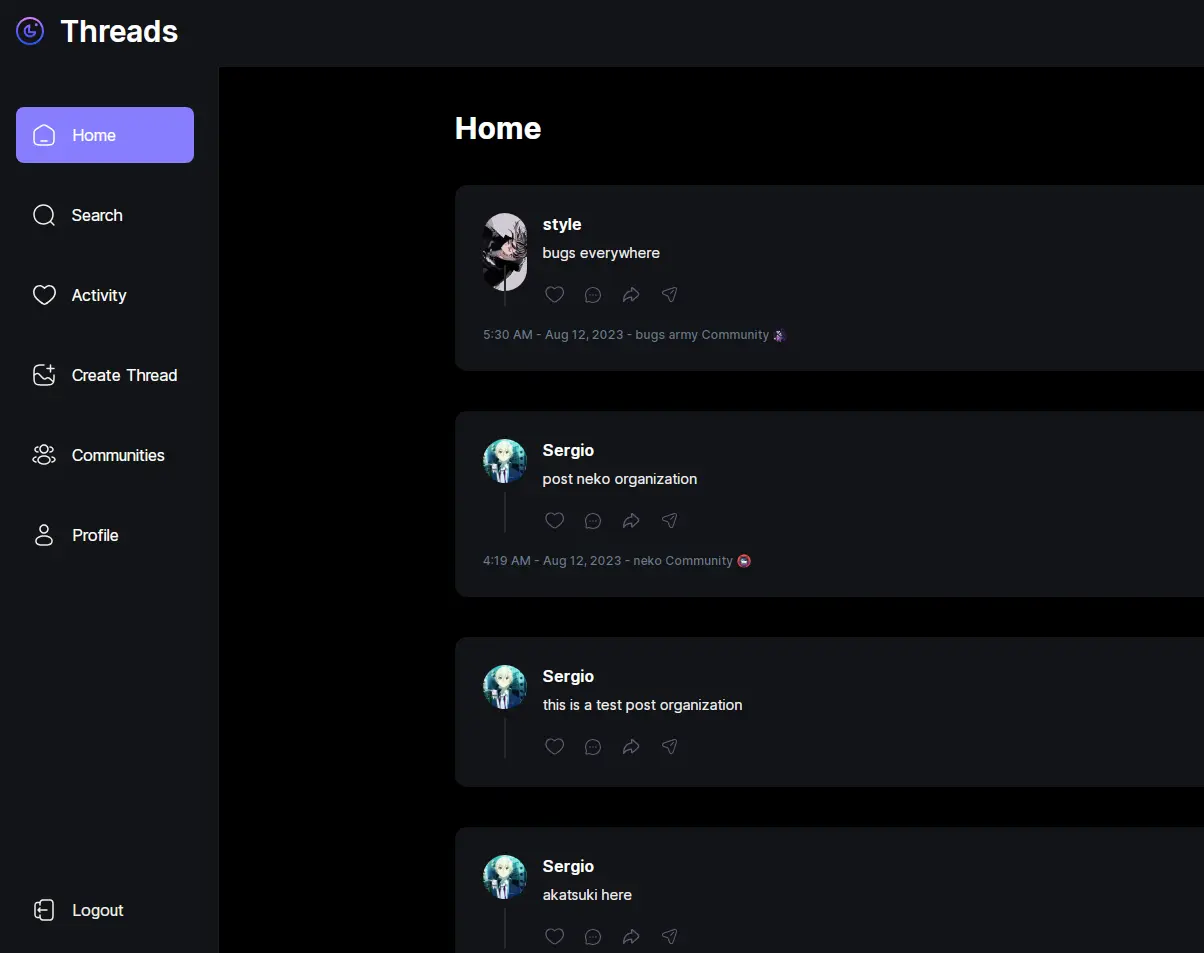 Threads
Home
Search
Activity
Create Thread
Communities
Profile
Logout
Home
style
bugs everywhere
5:30 AM - Aug 12, 2023 - bugs army Community
Sergio
post neko organization
4:19 AM - Aug 12, 2023 - neko Community
Sergio
this is a test post organization
Sergio
akatsuki here